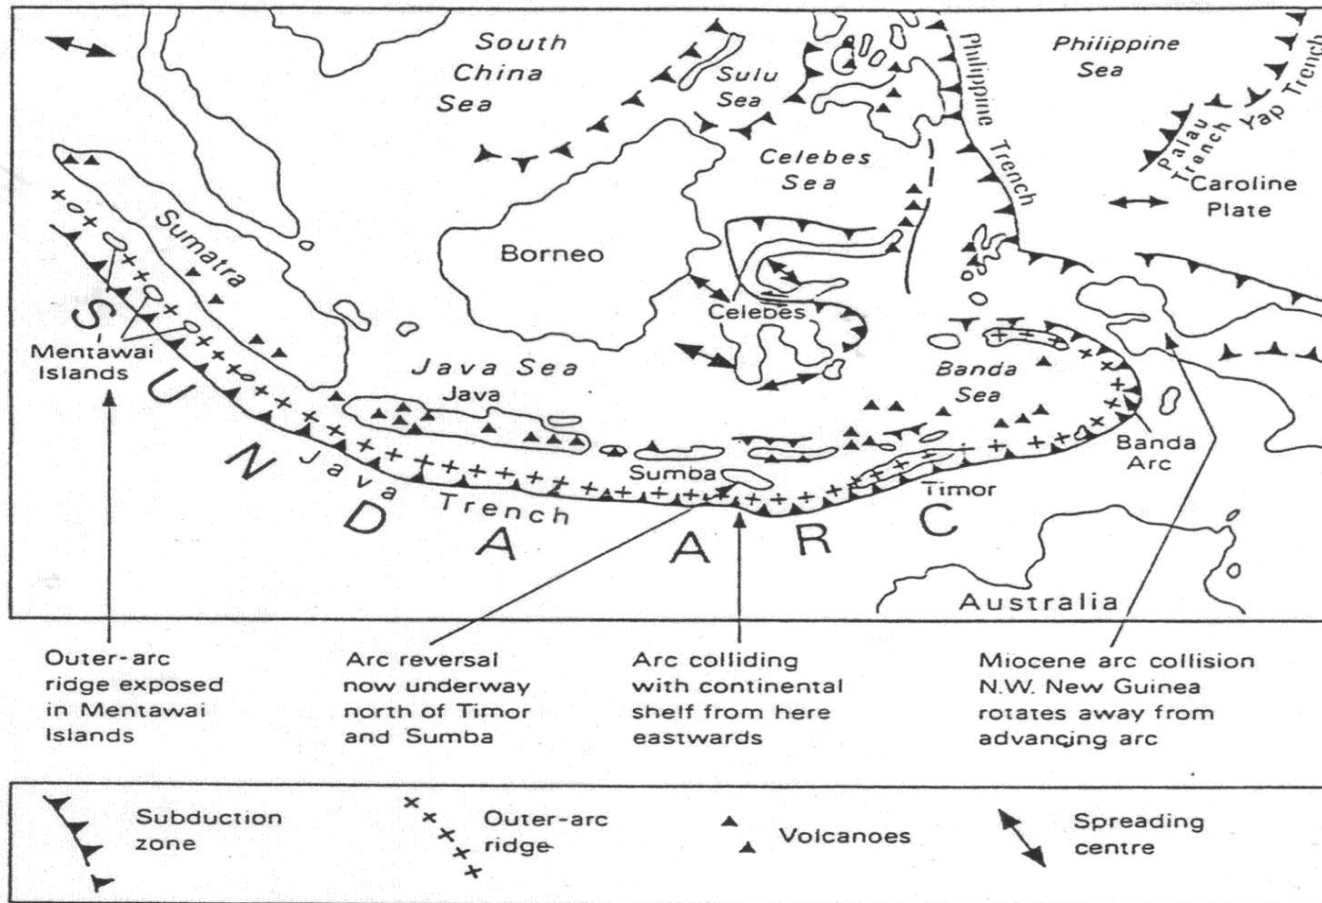 South
China
Sea
Sulu
Sea
Philippine Trench
Philippine
Sea
Palau
Trench
Yap Trench
Celebes
Sea
Caroline
Plate
Sumatra
Borneo
Celebes
Mentawai
Islands
Java Sea
Java
Banda
Sea
Banda
Arc
Sumba
Timor
Java Trench
SUNDA ARC
Australia
Outer-arc
ridge exposed
in Mentawai
Islands
Arc reversal
now underway
north of Timor
and Sumba
Arc colliding
with continental
shelf from here
eastwards
Miocene arc collision
N.W. New Guinea
rotates away from
advancing arc
Subduction
zone
Outer-arc
ridge
Volcanoes
Spreading
centre